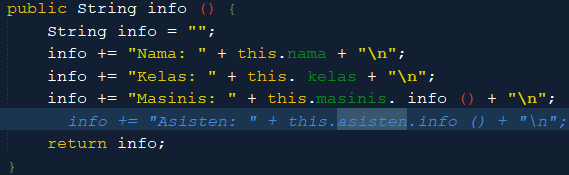 public String info () {
String info = "";
info += "Nama: " + this.nama + "\n";
info += "Kelas: " + this. kelas + "\n";
info += "Masinis: " + this.masinis. info () + "\n";
info += "Asisten: " + this.asisten.info () + "\n";
return info;
}